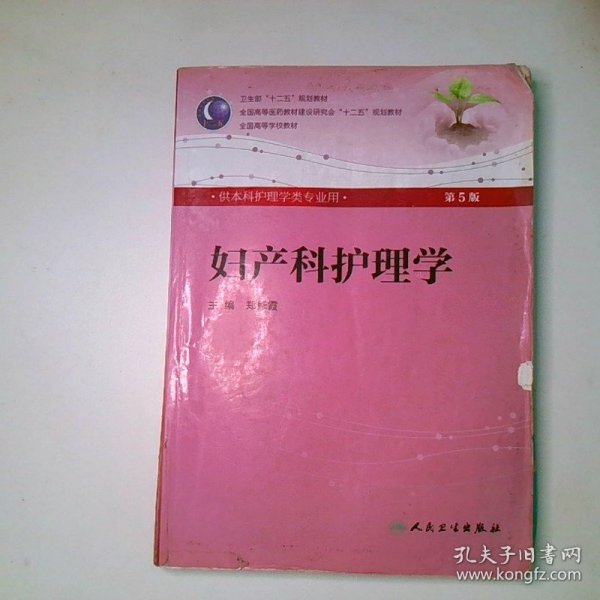 卫生部“十二五”规划教材
全国高等医药教材建设研究会“十二五”规划教材
全国高等学校教材
·供本科护理学类专业用·
第5版
妇产科护理学
主 编 郑修霞
人民卫生出版社
孔夫子旧书网
www.kongfz.com